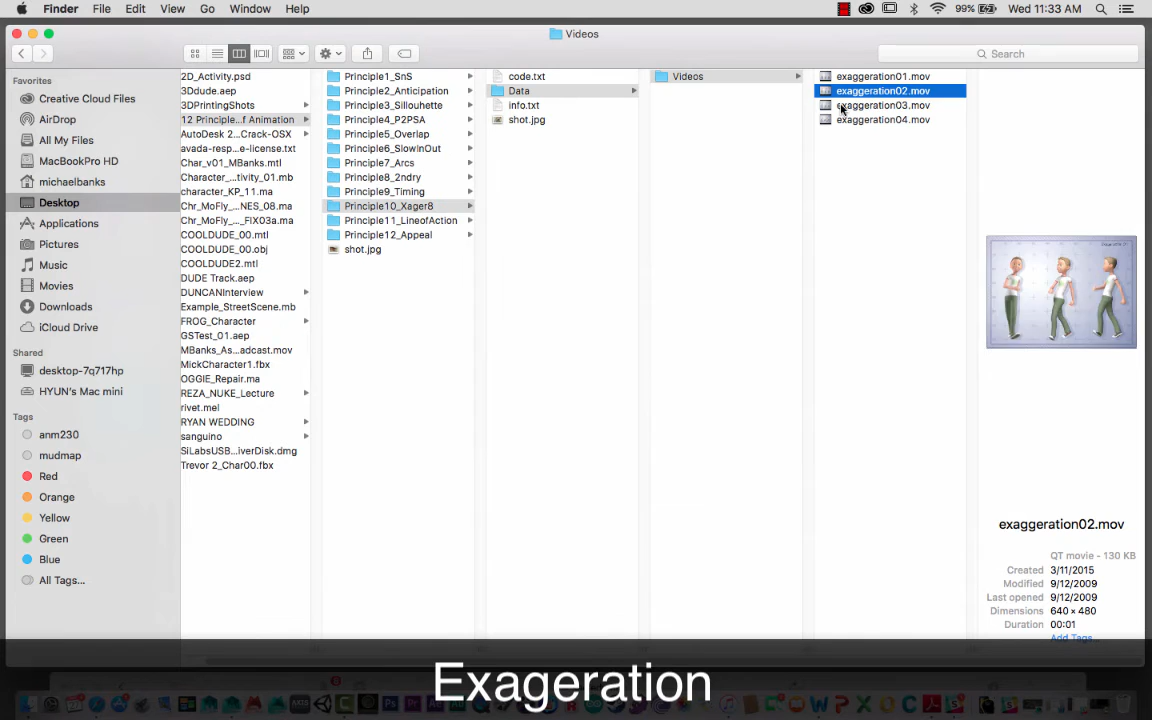 Finder File Edit View Go Window Help 99% Wed 11:33 AM
Videos
Search
Favorites
Creative Cloud Files
AirDrop
All My Files
MacBookPro HD
michaelbanks
Desktop
Applications
Pictures
Music
Movies
Downloads
iCloud Drive
Shared
desktop-7q717hp
HYUN's Mac mini
Tags
anm230
mudmap
Red
Orange
Yellow
Green
Blue
All Tags...
2D_Activity.psd
3Dдude.aep
3DPrintingShots
12 Principle...f Animation
AutoDesk 2...Crack-OSX
avada-resp...e-license.txt
Char_v01_MBanks.mtl
Character_...tivity_01.mb
character_KP_11.ma
Chr_MoFly_...NES_08.ma
Chr_MoFly_..._FIX03a.ma
COOLDUDE_00.mtl
COOLDUDE_00.obj
COOLDUDE2.mtl
DUDE Track.aep
DUNCANInterview
Example_StreetScene.mb
FROG_Character
GSTest_01.aep
MBanks_As...adcast.mov
MickCharacter1.fbx
OGGIE_Repair.ma
REZA_NUKE_Lecture
rivet.mel
RYAN WEDDING
sanguino
SiLabsUSB...iverDisk.dmg
Trevor 2_Char00.fbx
Principle1_SnS
Principle2_Anticipation
Principle3_Sillouhette
Principle4_P2PSA
Principle5_Overlap
Principle6_SlowInOut
Principle7_Arcs
Principle8_2ndry
Principle9_Timing
Principle10_Xager8
Principle11_LineofAction
Principle12_Appeal
shot.jpg
code.txt
Data
info.txt
shot.jpg
Videos
exaggeration01.mov
exaggeration02.mov
exaggeration03.mov
exaggeration04.mov
exaggeration02.mov
QT movie - 130 KB
Created 3/11/2015
Modified 9/12/2009
Last opened 9/12/2009
Dimensions 640 × 480
Duration 00:01
Add Tags...
Exageration